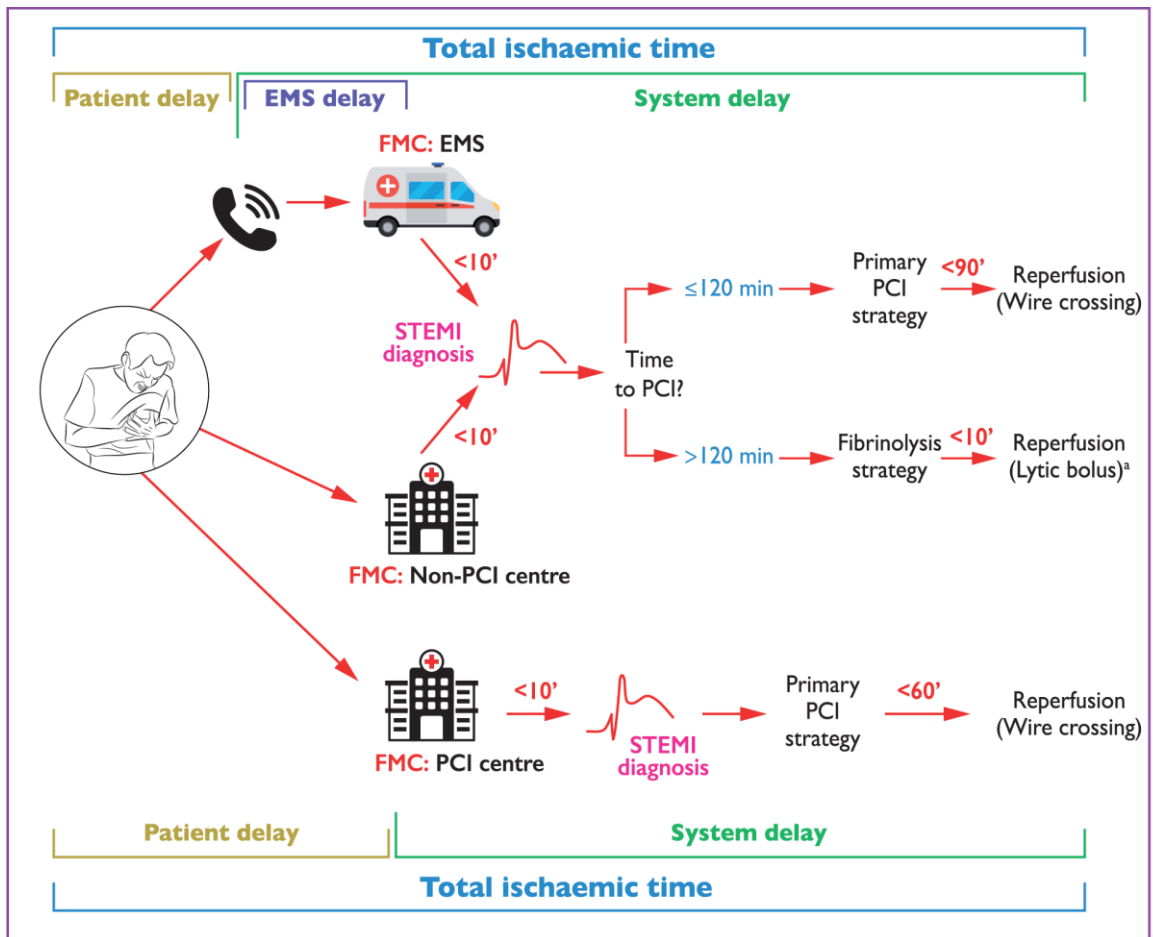 Total ischaemic time
Patient delay
EMS delay
System delay
FMC: EMS
<10'
STEMI
diagnosis
<10'
Time
to PCI?
≤120 min
Primary
PCI
strategy
<90'
Reperfusion
(Wire crossing)
>120 min
Fibrinolysis
strategy
<10'
Reperfusion
(Lytic bolus)ª
FMC: Non-PCI centre
FMC: PCI centre
<10'
STEMI
diagnosis
Primary
PCI
strategy
<60'
Reperfusion
(Wire crossing)
Patient delay
System delay
Total ischaemic time